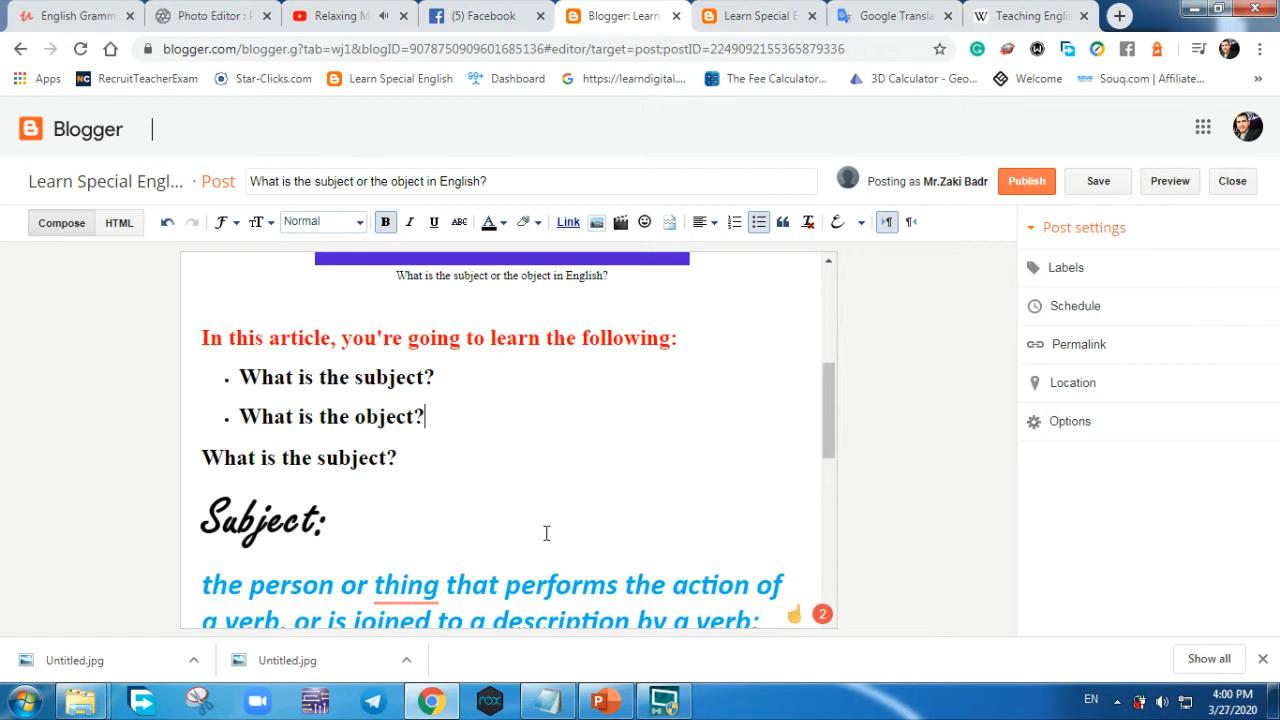 English Gramm
Photo Editor : P
Relaxing M
(5) Facebook
Blogger: Learn
Learn Special E
Google Transla
Teaching Engli
blogger.com/blogger.g?tab=wj1&blogID=9078750909601685136#editor/target=post;postID=2249092155365879336
Apps
RecruitTeacherExam
Star-Clicks.com
Learn Special English
99+ Dashboard
https://learndigital....
The Fee Calculator...
3D Calculator - Geo...
Welcome
Souq.com | Affiliate...
»
Blogger
Learn Special Engl... · Post
What is the subject or the object in English?
Posting as Mr.Zaki Badr
Publish
Save
Preview
Close
Compose
HTML
Normal
B
I
U
ABC
A
Link
Post settings
Labels
Schedule
Permalink
Location
Options
What is the subject or the object in English?
In this article, you're going to learn the following:
• What is the subject?
• What is the object?
What is the subject?
Subject:
the person or thing that performs the action of
a verb, or is joined to a description by a verb:
2
Untitled.jpg
Untitled.jpg
Show all
EN
4:00 PM
3/27/2020